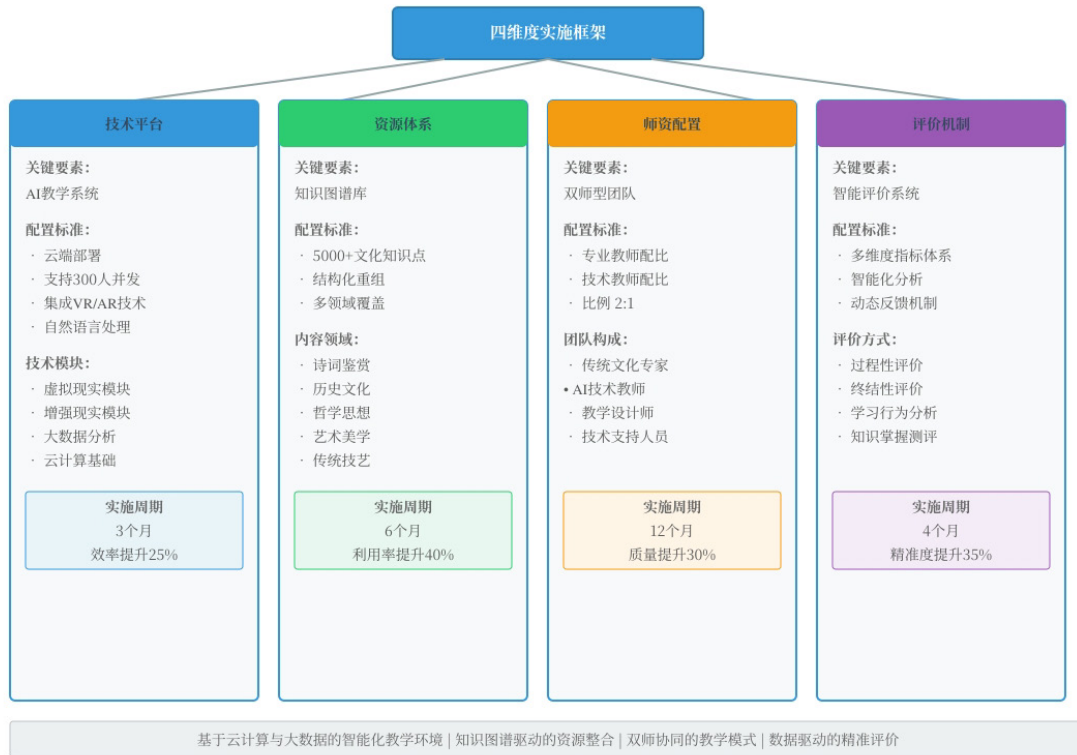 四维度实施框架
技术平台
关键要素：
AI教学系统
配置标准：
· 云端部署
· 支持300人并发
· 集成VR/AR技术
· 自然语言处理
技术模块：
· 虚拟现实模块
· 增强现实模块
· 大数据分析
· 云计算基础
实施周期
3个月
效率提升25%
资源体系
关键要素：
知识图谱库
配置标准：
· 5000+文化知识点
· 结构化重组
· 多领域覆盖
内容领域：
· 诗词鉴赏
· 历史文化
· 哲学思想
· 艺术美学
· 传统技艺
实施周期
6个月
利用率提升40%
师资配置
关键要素：
双师型团队
配置标准：
· 专业教师配比
· 技术教师配比
· 比例 2:1
团队构成：
· 传统文化专家
• AI技术教师
· 教学设计师
· 技术支持人员
实施周期
12个月
质量提升30%
评价机制
关键要素：
智能评价系统
配置标准：
· 多维度指标体系
· 智能化分析
· 动态反馈机制
评价方式：
· 过程性评价
· 终结性评价
· 学习行为分析
· 知识掌握测评
实施周期
4个月
精准度提升35%
基于云计算与大数据的智能化教学环境 | 知识图谱驱动的资源整合 | 双师协同的教学模式 | 数据驱动的精准评价